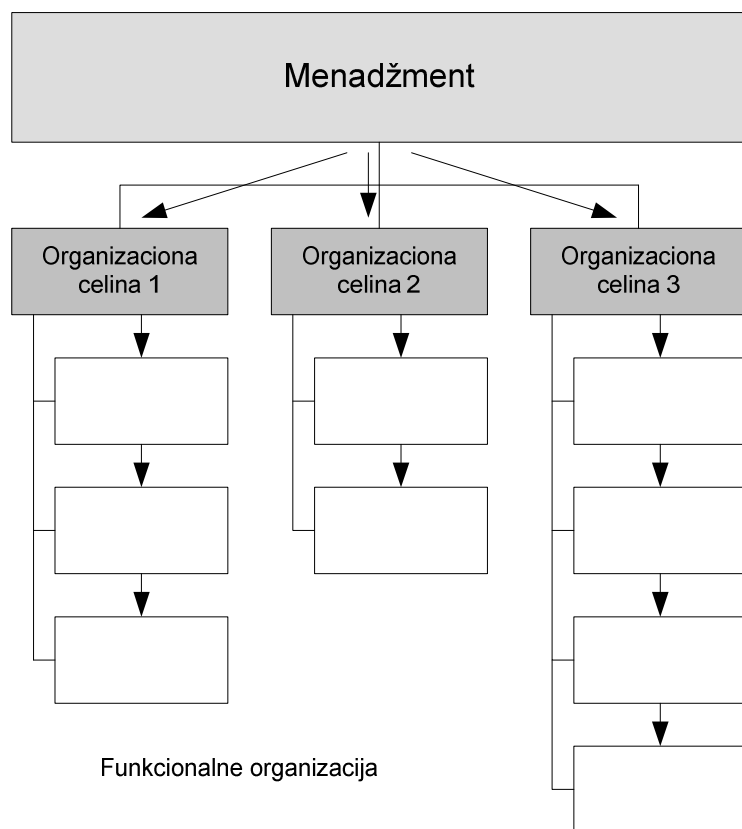 Menadžment
Organizaciona
celina 1
Organizaciona
celina 2
Organizaciona
celina 3
Funkcionalne organizacija